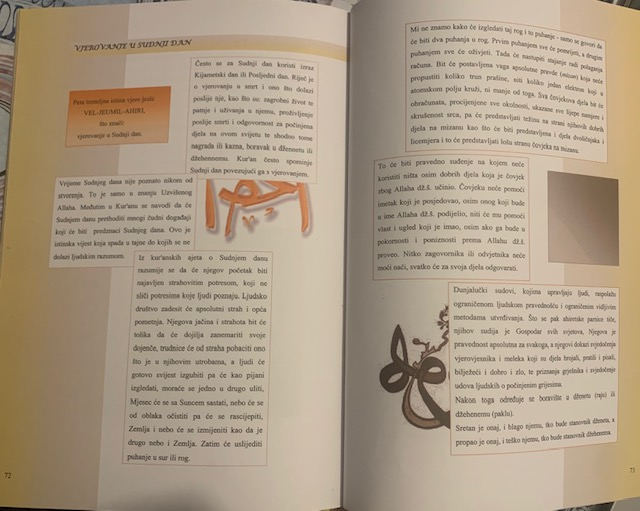 VJEROVANJE U SUDNJI DAN
Peta temeljna istina vjere jeste
VEL-JEUMIL-AHIRI,
što znači:
vjerovanje u Sudnji dan.
Često se za Sudnji dan koristi izraz
Kijametski dan ili Posljedni dan. Riječ je
o vjerovanju u smrt i ono što dolazi
poslije nje, kao što su: zagrobni život te
patnje i uživanja u njemu, proživljenje
poslije smrti i odgovornost za počinjena
djela na ovom svijetu te shodno tome
nagrada ili kazna, boravak u džennetu ili
džehennemu. Kur'an često spominje
Sudnji dan povezujući ga s vjerovanjem.
Vrijeme Sudnjeg dana nije poznato nikom od
stvorenja. To je samo u znanju Uzvišenog
Allaha. Međutim u Kur'anu se navodi da će
Sudnjem danu prethoditi mnogi čudni događaji
koji će biti predznaci Sudnjeg dana. Ovo je
istinska vijest koja spada u tajne do kojih se ne
dolazi ljudskim razumom.
Iz kur'anskih ajeta o Sudnjem danu
razumije se da će njegov početak biti
najavljen strahovitim potresom, koji ne
sliči potresima koje ljudi poznaju. Ljudsko
društvo zadesit će apsolutni strah i opća
pometnja. Njegova jačina i strahota bit će
tolika da će dojilja zanemariti svoje
dojenče, trudnice će od straha pobaciti ono
što je u njihovim utrobama, a ljudi će
gotovo svijest izgubiti pa će kao pijani
izgledati, moraće se jedno u drugo uliti,
Mjesec će se sa Suncem sastati, nebo će se
od oblaka očistiti pa će se rascijepiti,
Zemlja i nebo će se izmijeniti kao da je
drugo nebo i Zemlja. Zatim će uslijediti
puhanje u sur ili rog.
72
Mi ne znamo kako će izgledati taj rog i to puhanje - samo se govori da
će biti dva puhanja u rog. Prvim puhanjem sve će pomrijeti, a drugim
puhanjem sve će oživjeti. Tada će nastupiti stajanje radi polaganja
računa. Bit će postavljena vaga apsolutne pravde (mizan) koja neće
propustiti koliko trun prašine, niti koliko jedan elektron koji u
atomskom polju kruži, ni manje od toga. Sva čovjekova djela bit će
obračunata, procijenjene sve okolnosti, ukazane sve lijepe namjere i
skrušenost srca, pa će predstavljati težinu na strani njihovih dobrih
djela na mizanu kao što će biti predstavljena i djela dvoličnjaka i
licemjera i to će predstavljati lošu stranu čovjeka na mizanu.
To će biti pravedno suđenje na kojem neće
koristiti ništa osim dobrih djela koja je čovjek
zbog Allaha dž.š. učinio. Čovjeku neće pomoći
imetak koji je posjedovao, osim onog koji bude
u ime Allaha dž.š. podijelio, niti će mu pomoći
vlast i ugled koji je imao, osim ako ga bude u
pokornosti i poniznosti prema Allahu dž.š.
proveo. Nitko zagovornika ili odvjetnika neće
moći naći, svatko će za svoja djela odgovarati.
Dunjalučki sudovi, kojima upravljaju ljudi, raspolažu
ograničenom ljudskom pravednošću i ograničenim vidljivim
metodama utvrđivanja. Što se pak ahiretske parnice tiče,
njihov sudija je Gospodar svih svjetova, Njegova je
pravednost apsolutna za svakoga, a njegovi dokazi svjedočenja
vjerovjesnika i meleka koji su djela brojali, pratili i pisali,
bilježeći i dobro i zlo, te priznanja grješnika i svjedočenje
udova ljudskih o počinjenim grijesima.
Nakon toga određuje se boravište u dženetu (raju) ili
džehenemu (paklu).
Sretan je onaj, i blago njemu, tko bude stanovnik dženeta, a
propao je onaj, i teško njemu, tko bude stanovnik džehennema
73